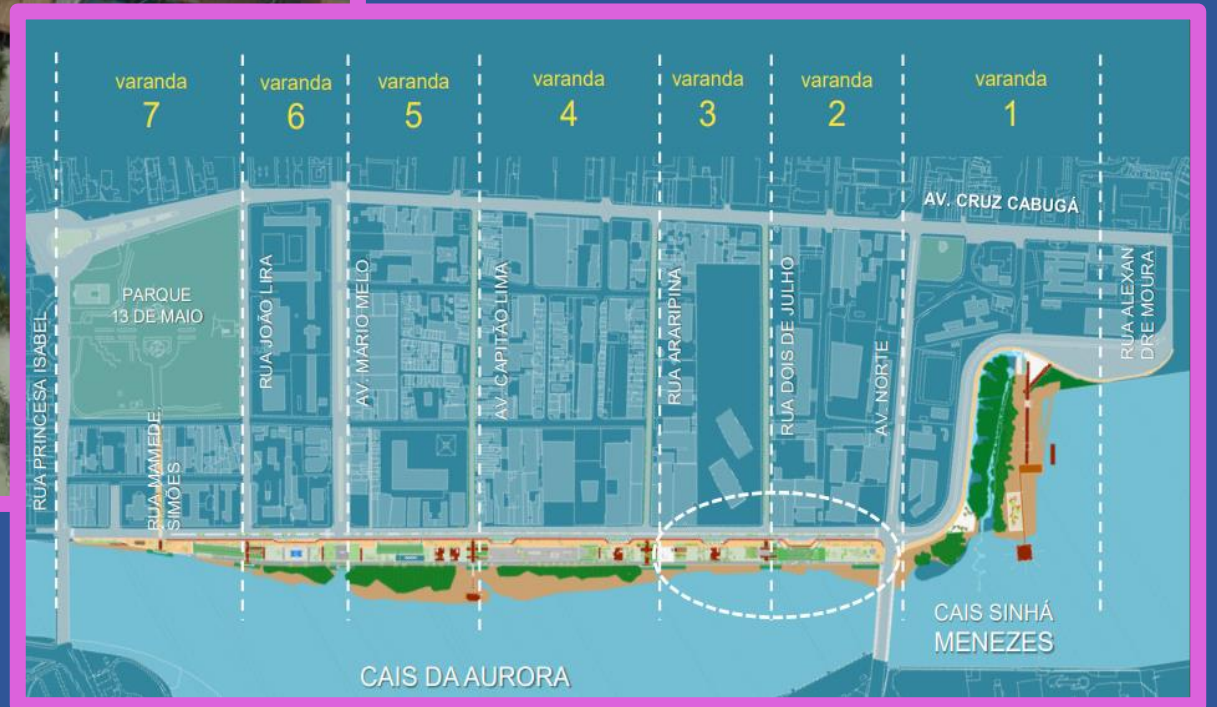 varanda
7
varanda
6
varanda
5
varanda
4
varanda
3
varanda
2
varanda
1
AV. CRUZ CABUGÁ
PARQUE
13 DE MAIO
RUA PRINCESA ISABEL
RUA MAMEDE
SIMÕES
RUA JOÃO LIRA
AV. MÁRIO MELO
AV. CAPITÃO LIMA
RUA ARARIPINA
RUA DOIS DE JULHO
AV. NORTE
RUA ALEXAN
DRE MOURA
CAIS SINHÁ
MENEZES
CAIS DA AURORA